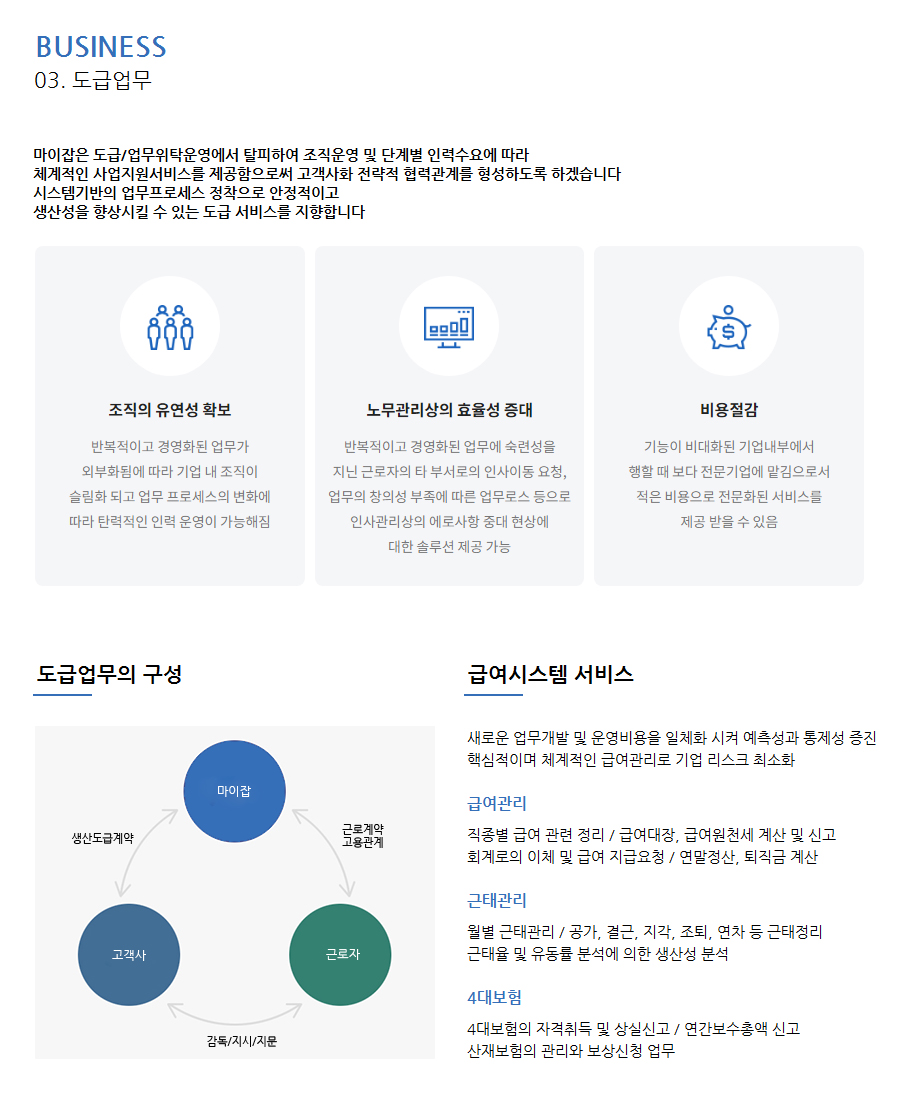 BUSINESS
03. 도급업무
마이잡은 도급/업무위탁운영에서 탈피하여 조직운영 및 단계별 인력수요에 따라
체계적인 사업지원서비스를 제공함으로써 고객사화 전략적 협력관계를 형성하도록 하겠습니다
시스템기반의 업무프로세스 정착으로 안정적이고
생산성을 향상시킬 수 있는 도급 서비스를 지향합니다
조직의 유연성 확보
반복적이고 경영화된 업무가
외부화됨에 따라 기업 내 조직이
슬림화 되고 업무 프로세스의 변화에
따라 탄력적인 인력 운영이 가능해짐
노무관리상의 효율성 증대
반복적이고 경영화된 업무에 숙련성을
지닌 근로자의 타 부서로의 인사이동 요청,
업무의 창의성 부족에 따른 업무로스 등으로
인사관리상의 에로사항 중대 현상에
대한 솔루션 제공 가능
비용절감
기능이 비대화된 기업내부에서
행할 때 보다 전문기업에 맡김으로서
적은 비용으로 전문화된 서비스를
제공 받을 수 있음
도급업무의 구성
마이잡
생산도급계약
근로계약
고용관계
고객사
근로자
감독/지시/지문
급여시스템 서비스
새로운 업무개발 및 운영비용을 일체화 시켜 예측성과 통제성 증진
핵심적이며 체계적인 급여관리로 기업 리스크 최소화
급여관리
직종별 급여 관련 정리 / 급여대장, 급여원천세 계산 및 신고
회계로의 이체 및 급여 지급요청 / 연말정산, 퇴직금 계산
근태관리
월별 근태관리 / 공가, 결근, 지각, 조퇴, 연차 등 근태정리
근태율 및 유동률 분석에 의한 생산성 분석
4대보험
4대보험의 자격취득 및 상실신고 / 연간보수총액 신고
산재보험의 관리와 보상신청 업무